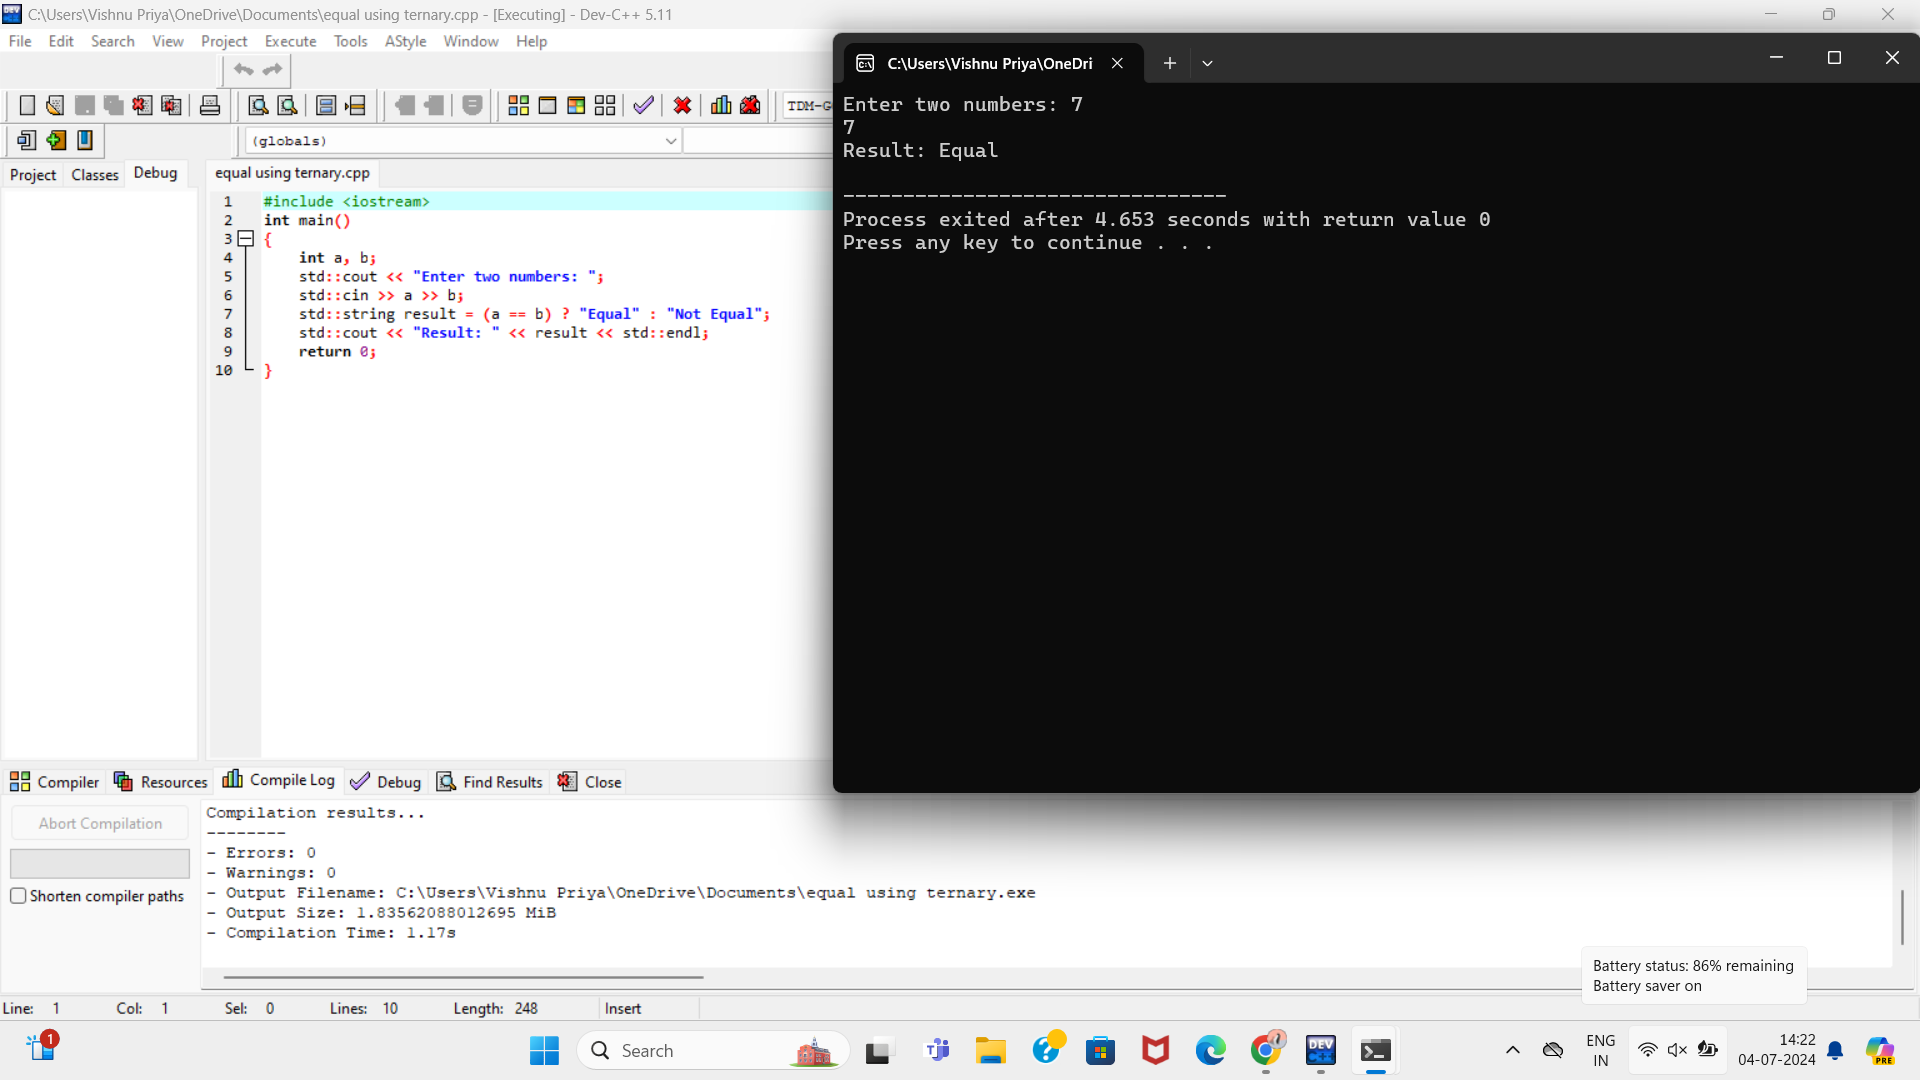 C:\Users\Vishnu Priya\OneDrive\Documents\equal using ternary.cpp - [Executing] - Dev-C++ 5.11
File Edit Search View Project Execute Tools AStyle Window Help
TDM-G
(globals)
Project Classes Debug
equal using ternary.cpp
1 #include <iostream>
2 int main()
3 {
4 int a, b;
5 std::cout << "Enter two numbers: ";
6 std::cin >> a >> b;
7 std::string result = (a == b) ? "Equal" : "Not Equal";
8 std::cout << "Result: " << result << std::endl;
9 return 0;
10 }
C:\Users\Vishnu Priya\OneDri
Enter two numbers: 7
7
Result: Equal
--------------------------------
Process exited after 4.653 seconds with return value 0
Press any key to continue . . .
Compiler Resources Compile Log Debug Find Results Close
Abort Compilation
Shorten compiler paths
Compilation results...
--------
- Errors: 0
- Warnings: 0
- Output Filename: C:\Users\Vishnu Priya\OneDrive\Documents\equal using ternary.exe
- Output Size: 1.83562088012695 MiB
- Compilation Time: 1.17s
Battery status: 86% remaining
Battery saver on
Line: 1 Col: 1 Sel: 0 Lines: 10 Length: 248 Insert
1
Search
DEV
ENG
IN
14:22
04-07-2024
PRE